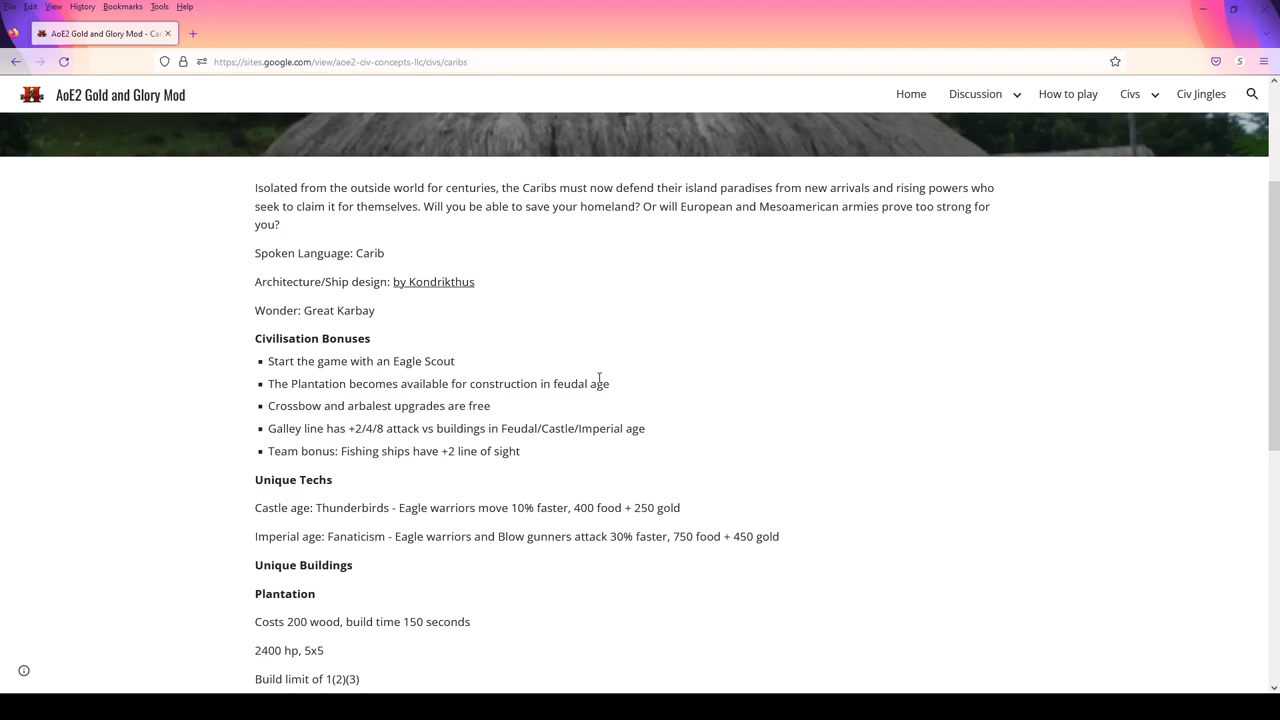 File Edit View History Bookmarks Tools Help
AoE2 Gold and Glory Mod - Ca
https://sites.google.com/view/aoe2-civ-concepts-llc/civs/caribs
AoE2 Gold and Glory Mod
Home Discussion How to play Civs Civ Jingles
Isolated from the outside world for centuries, the Caribs must now defend their island paradises from new arrivals and rising powers who
seek to claim it for themselves. Will you be able to save your homeland? Or will European and Mesoamerican armies prove too strong for
you?
Spoken Language: Carib
Architecture/Ship design: by Kondrikthus
Wonder: Great Karbay
Civilisation Bonuses
▪ Start the game with an Eagle Scout
▪ The Plantation becomes available for construction in feudal age
▪ Crossbow and arbalest upgrades are free
▪ Galley line has +2/4/8 attack vs buildings in Feudal/Castle/Imperial age
▪ Team bonus: Fishing ships have +2 line of sight
Unique Techs
Castle age: Thunderbirds - Eagle warriors move 10% faster, 400 food + 250 gold
Imperial age: Fanaticism - Eagle warriors and Blow gunners attack 30% faster, 750 food + 450 gold
Unique Buildings
Plantation
Costs 200 wood, build time 150 seconds
2400 hp, 5x5
Build limit of 1(2)(3)